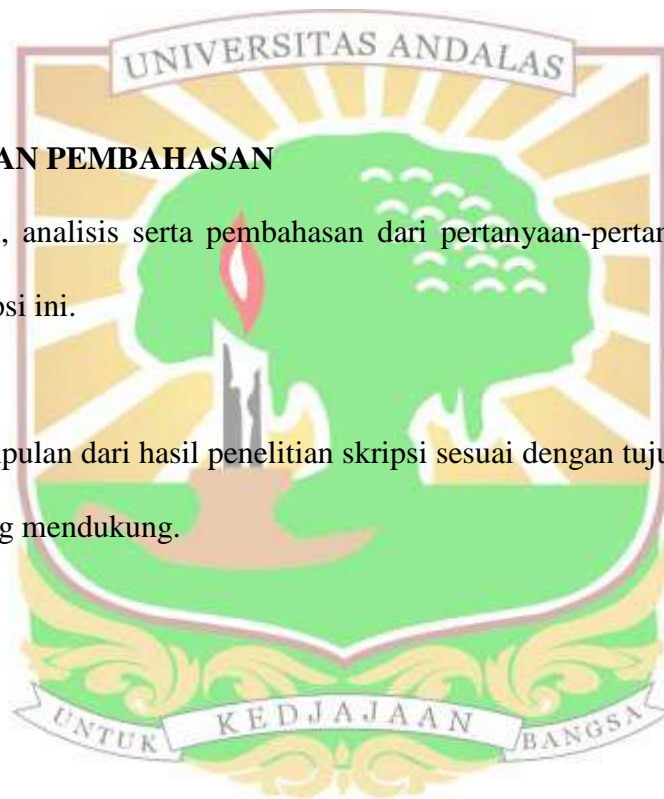 UNIVERSITAS ANDALAS
AN PEMBAHASAN
, analisis serta pembahasan dari pertanyaan-pertan
psi ini.
pulan dari hasil penelitian skripsi sesuai dengan tuju
g mendukung.
UNTUK KEDJAJAAN BANGSA